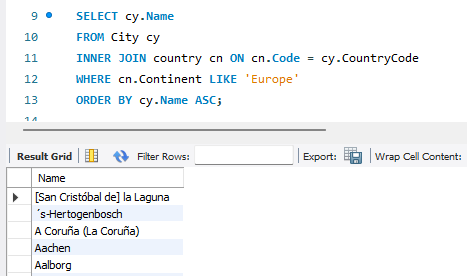 9 SELECT cy.Name
10 FROM City cy
11 INNER JOIN country cn ON cn.Code = cy.CountryCode
12 WHERE cn.Continent LIKE 'Europe'
13 ORDER BY cy.Name ASC;
Result Grid Filter Rows: Export: Wrap Cell Content:
Name
[San Cristóbal de] la Laguna
´s-Hertogenbosch
A Coruña (La Coruña)
Aachen
Aalborg